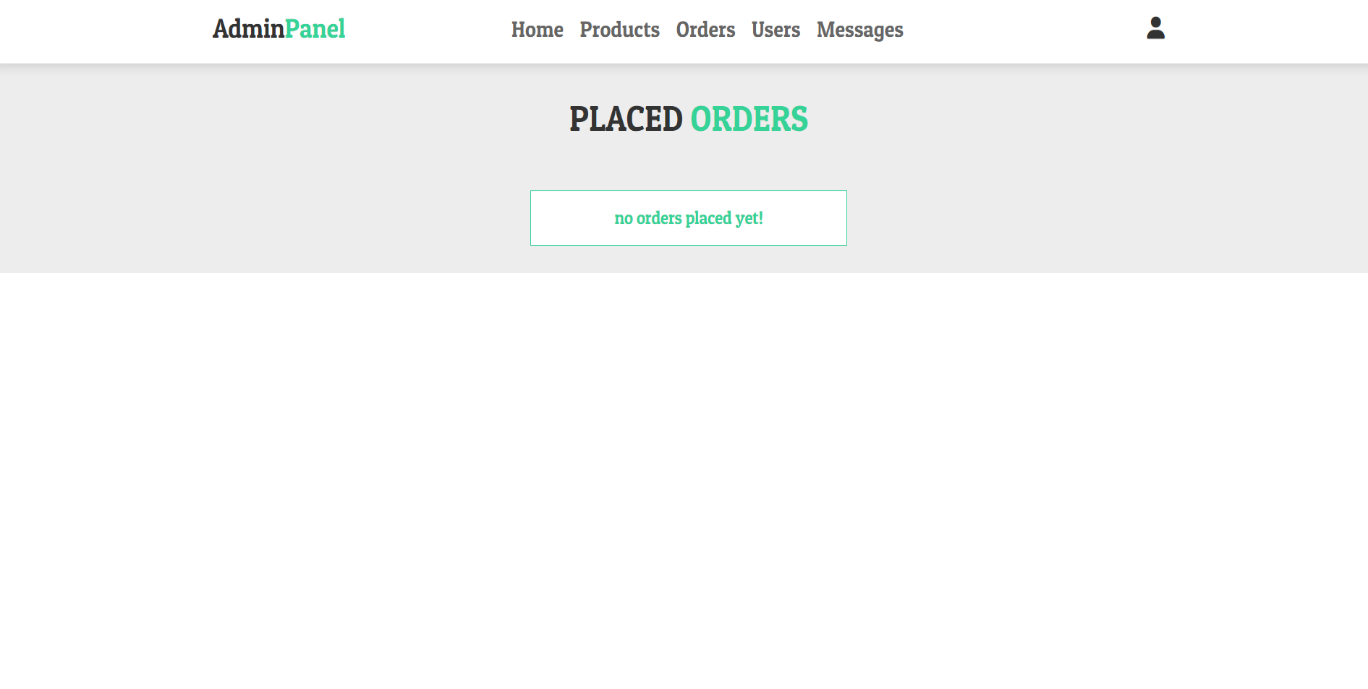 AdminPanel Home Products Orders Users Messages
PLACED ORDERS
no orders placed yet!